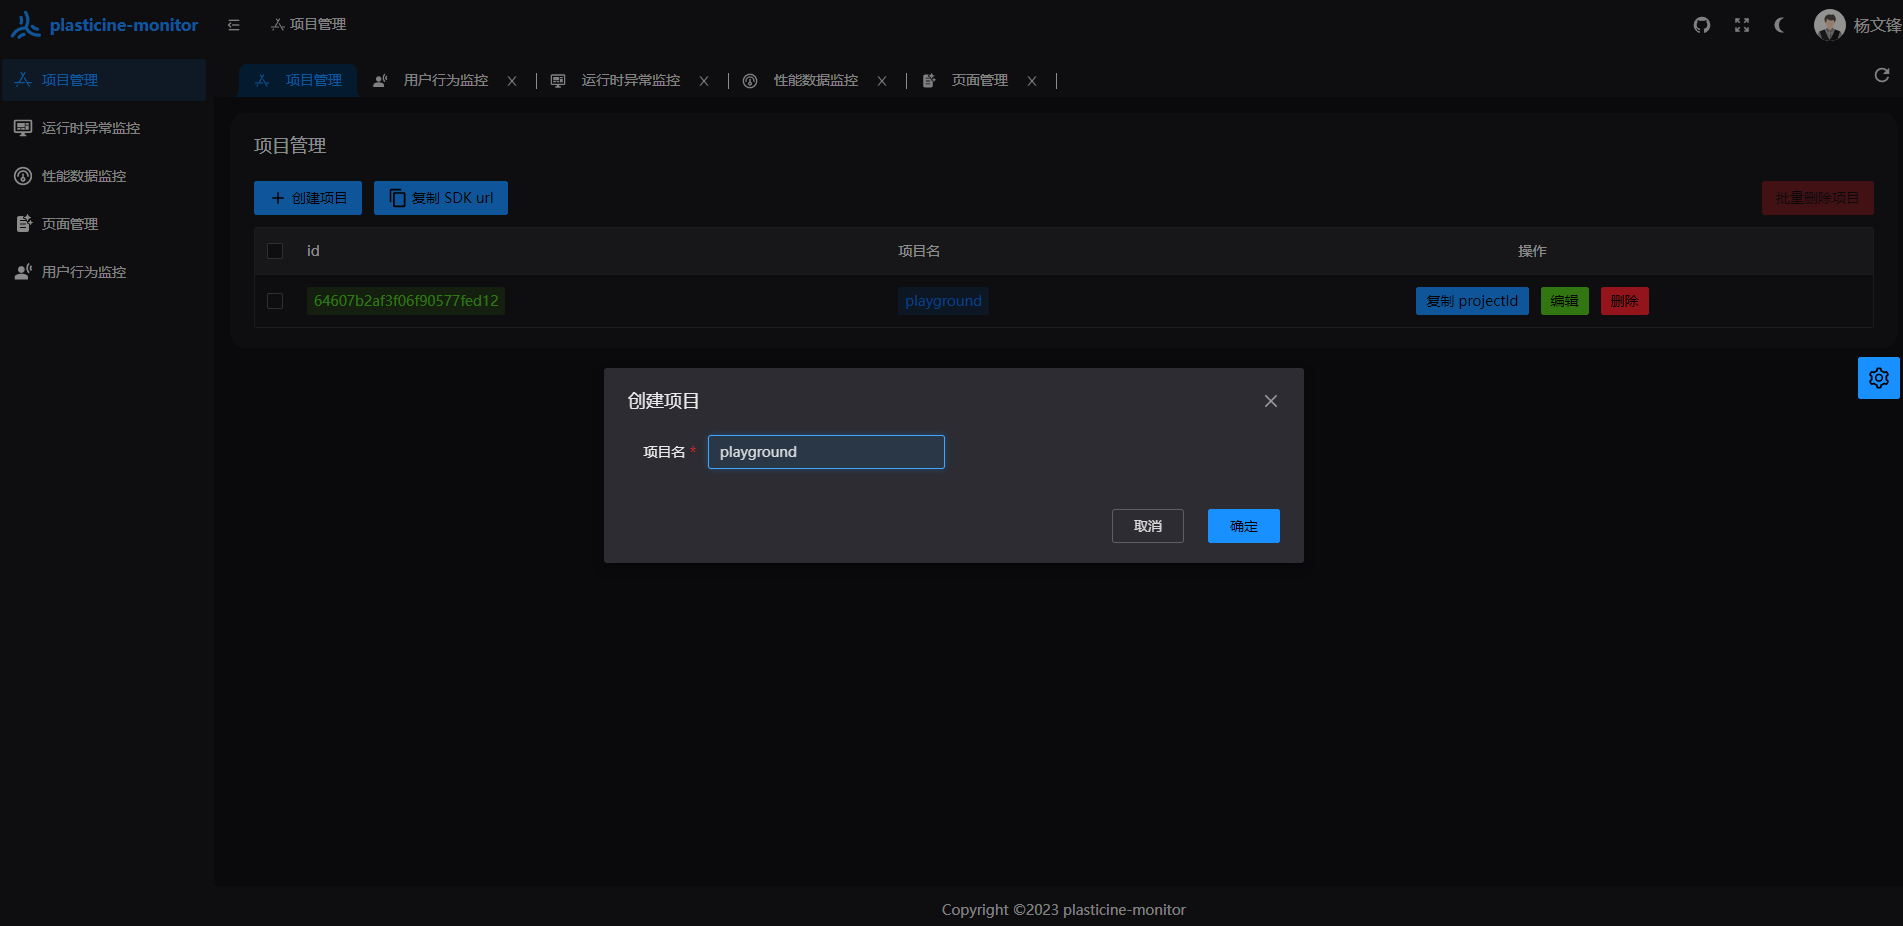 plasticine-monitor
项目管理
杨文锋
项目管理
运行时异常监控
性能数据监控
页面管理
用户行为监控
项目管理 用户行为监控 运行时异常监控 性能数据监控 页面管理
项目管理
创建项目 复制 SDK url 批量删除项目
id 项目名 操作
64607b2af3f06f90577fed12 playground 复制 projectId 编辑 删除
创建项目
项目名 * playground
取消 确定
Copyright ©2023 plasticine-monitor